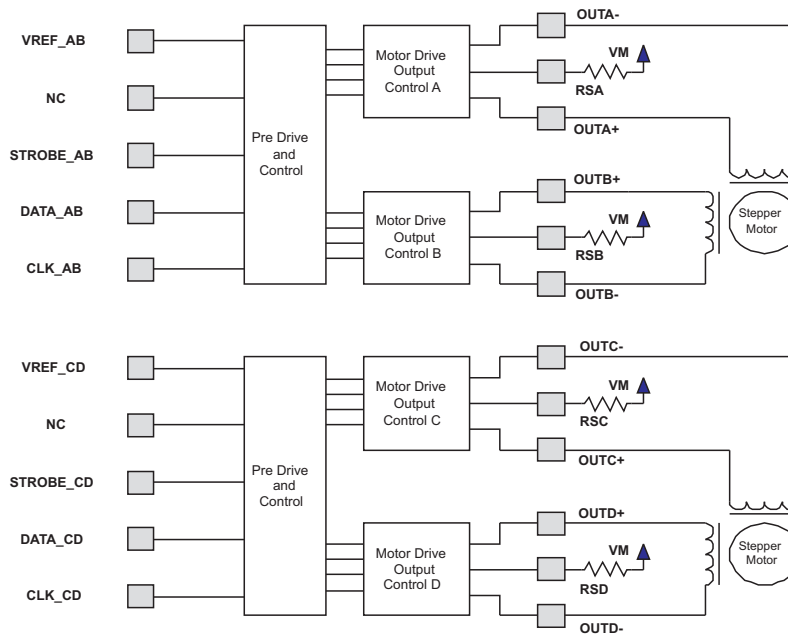 VREF_AB
NC
STROBE_AB
DATA_AB
CLK_AB
Pre Drive
and
Control
Motor Drive
Output
Control A
OUTA-
VM
RSA
OUTA+
Motor Drive
Output
Control B
OUTB+
VM
RSB
OUTB-
Stepper
Motor
VREF_CD
NC
STROBE_CD
DATA_CD
CLK_CD
Pre Drive
and
Control
Motor Drive
Output
Control C
OUTC-
VM
RSC
OUTC+
Motor Drive
Output
Control D
OUTD+
VM
RSD
OUTD-
Stepper
Motor